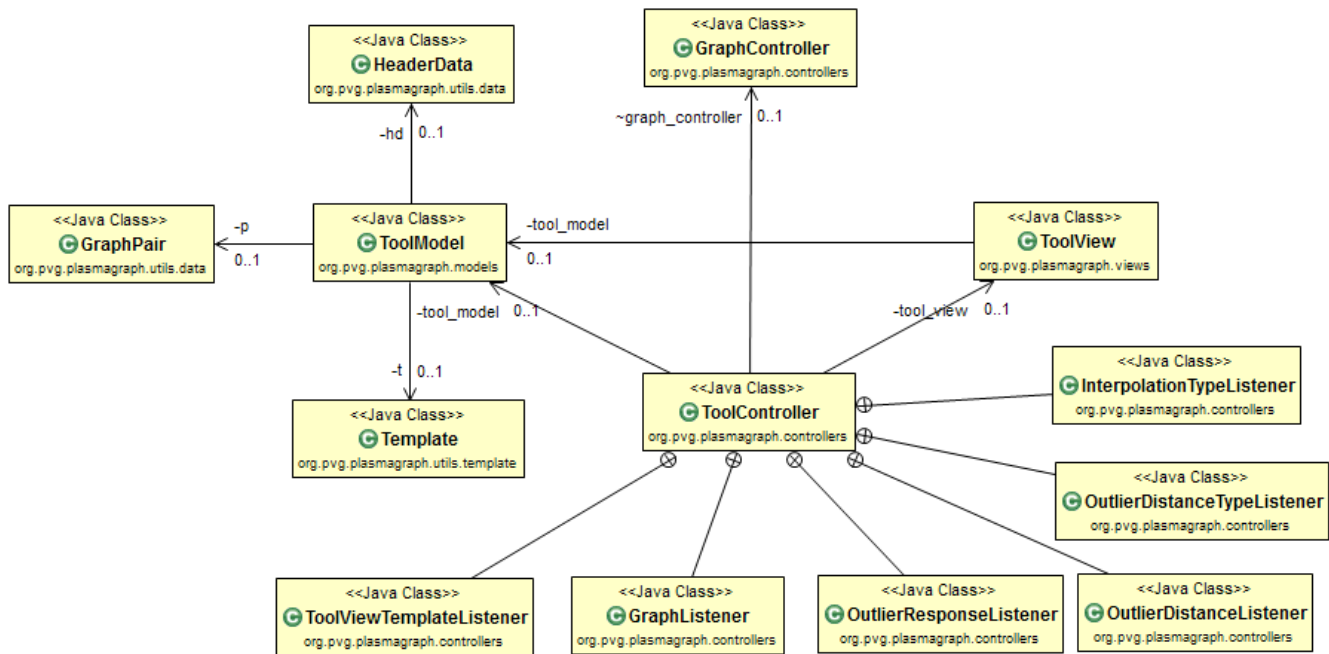 <<Java Class>>
GraphController
org.pvg.plasmagraph.controllers
<<Java Class>>
HeaderData
org.pvg.plasmagraph.utils.data
~graph_controller
0..1
-hd
0..1
<<Java Class>>
GraphPair
org.pvg.plasmagraph.utils.data
-p
0..1
<<Java Class>>
ToolModel
org.pvg.plasmagraph.models
-tool_model
0..1
<<Java Class>>
ToolView
org.pvg.plasmagraph.views
-tool_model
0..1
-tool_view
0..1
-t
0..1
<<Java Class>>
ToolController
org.pvg.plasmagraph.controllers
<<Java Class>>
InterpolationTypeListener
org.pvg.plasmagraph.controllers
<<Java Class>>
Template
org.pvg.plasmagraph.utils.template
<<Java Class>>
OutlierDistanceTypeListener
org.pvg.plasmagraph.controllers
<<Java Class>>
ToolViewTemplateListener
org.pvg.plasmagraph.controllers
<<Java Class>>
GraphListener
org.pvg.plasmagraph.controllers
<<Java Class>>
OutlierResponseListener
org.pvg.plasmagraph.controllers
<<Java Class>>
OutlierDistanceListener
org.pvg.plasmagraph.controllers